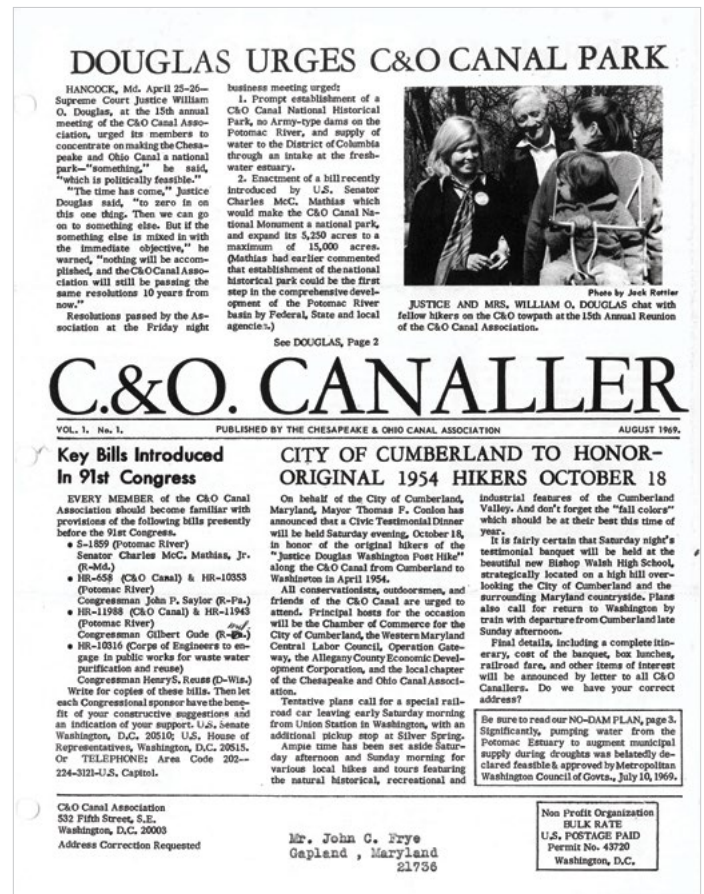 DOUGLAS URGES C&O CANAL PARK
HANCOCK, Md. April 25-26—
Supreme Court Justice William
O. Douglas, at the 15th annual
meeting of the C&O Canal Asso-
ciation, urged its members to
concentrate on making the Chesa-
peake and Ohio Canal a national
park—"something," he said,
"which is politically feasible."
"The time has come," Justice
Douglas said, "to zero in on
this one thing. Then we can go
on to something else. But if the
something else is mixed in with
the immediate objective," he
warned, "nothing will be accom-
plished, and the C&O Canal Asso-
ciation will still be passing the
same resolutions 10 years from
now."
Resolutions passed by the As-
sociation at the Friday night
business meeting urged:
1. Prompt establishment of a
C&O Canal National Historical
Park, no Army-type dams on the
Potomac River, and supply of
water to the District of Columbia
through an intake at the fresh-
water estuary.
2. Enactment of a bill recently
introduced by U.S. Senator
Charles McC. Mathias which
would make the C&O Canal Na-
tional Monument a national park,
and expand its 5,250 acres to a
maximum of 15,000 acres.
(Mathias had earlier commented
that establishment of the national
historical park could be the first
step in the comprehensive devel-
opment of the Potomac River
basin by Federal, State and local
agencies.)
See DOUGLAS, Page 2
Photo by Jack Rottier
JUSTICE AND MRS. WILLIAM O. DOUGLAS chat with
fellow hikers on the C&O towpath at the 15th Annual Reunion
of the C&O Canal Association.
C.&O. CANALLER
VOL. 1. No. 1. PUBLISHED BY THE CHESAPEAKE & OHIO CANAL ASSOCIATION AUGUST 1969.
Key Bills Introduced
In 91st Congress
EVERY MEMBER of the C&O Canal
Association should become familiar with
provisions of the following bills presently
before the 91st Congress.
• S-1859 (Potomac River)
Senator Charles McC. Mathias, Jr.
(R-Md.)
• HR-658 (C&O Canal) & HR-10353
(Potomac River)
Congressman John P. Saylor (R-Pa.)
• HR-11988 (C&O Canal) & HR-11943
(Potomac River)
Congressman Gilbert Gude
• HR-10316 (Corps of Engineers to en-
gage in public works for waste water
purification and reuse)
Congressman Henry S. Reuss (D-Wis.)
Write for copies of these bills. Then let
each Congressional sponsor have the bene-
fit of your constructive suggestions and
an indication of your support. U.S. Senate
Washington, D.C. 20510; U.S. House of
Representatives, Washington, D.C. 20515.
Or TELEPHONE: Area Code 202--
224-3121-U.S. Capitol.
CITY OF CUMBERLAND TO HONOR-
ORIGINAL 1954 HIKERS OCTOBER 18
On behalf of the City of Cumberland,
Maryland, Mayor Thomas F. Conlon has
announced that a Civic Testimonial Dinner
will be held Saturday evening, October 18,
in honor of the original hikers of the
"Justice Douglas Washington Post Hike"
along the C&O Canal from Cumberland to
Washington in April 1954.
All conservationists, outdoorsmen, and
friends of the C&O Canal are urged to
attend. Principal hosts for the occasion
will be the Chamber of Commerce for the
City of Cumberland, the Western Maryland
Central Labor Council, Operation Gate-
way, the Allegany County Economic Devel-
opment Corporation, and the local chapter
of the Chesapeake and Ohio Canal Associ-
ation.
Tentative plans call for a special rail-
road car leaving early Saturday morning
from Union Station in Washington, with an
additional pickup stop at Silver Spring.
Ample time has been set aside Satur-
day afternoon and Sunday morning for
various local hikes and tours featuring
the natural historical, recreational and
industrial features of the Cumberland
Valley. And don't forget the "fall colors"
which should be at their best this time of
year.
It is fairly certain that Saturday night's
testimonial banquet will be held at the
beautiful new Bishop Walsh High School,
strategically located on a high hill over-
looking the City of Cumberland and the
surrounding Maryland countryside. Plans
also call for return to Washington by
train with departure from Cumberland late
Sunday afternoon.
Final details, including a complete itin-
erary, cost of the banquet, box lunches,
railroad fare, and other items of interest
will be announced by letter to all C&O
Canallers. Do we have your correct
address?
Be sure to read our NO-DAM PLAN, page 3.
Significantly, pumping water from the
Potomac Estuary to augment municipal
supply during droughts was belatedly de-
clared feasible & approved by Metropolitan
Washington Council of Govts., July 10, 1969.
C&O Canal Association
532 Fifth Street, S.E.
Washington, D.C. 20003
Address Correction Requested
Mr. John C. Frye
Gapland , Maryland
21736
Non Profit Organization
BULK RATE
U.S. POSTAGE PAID
Permit No. 43720
Washington, D.C.